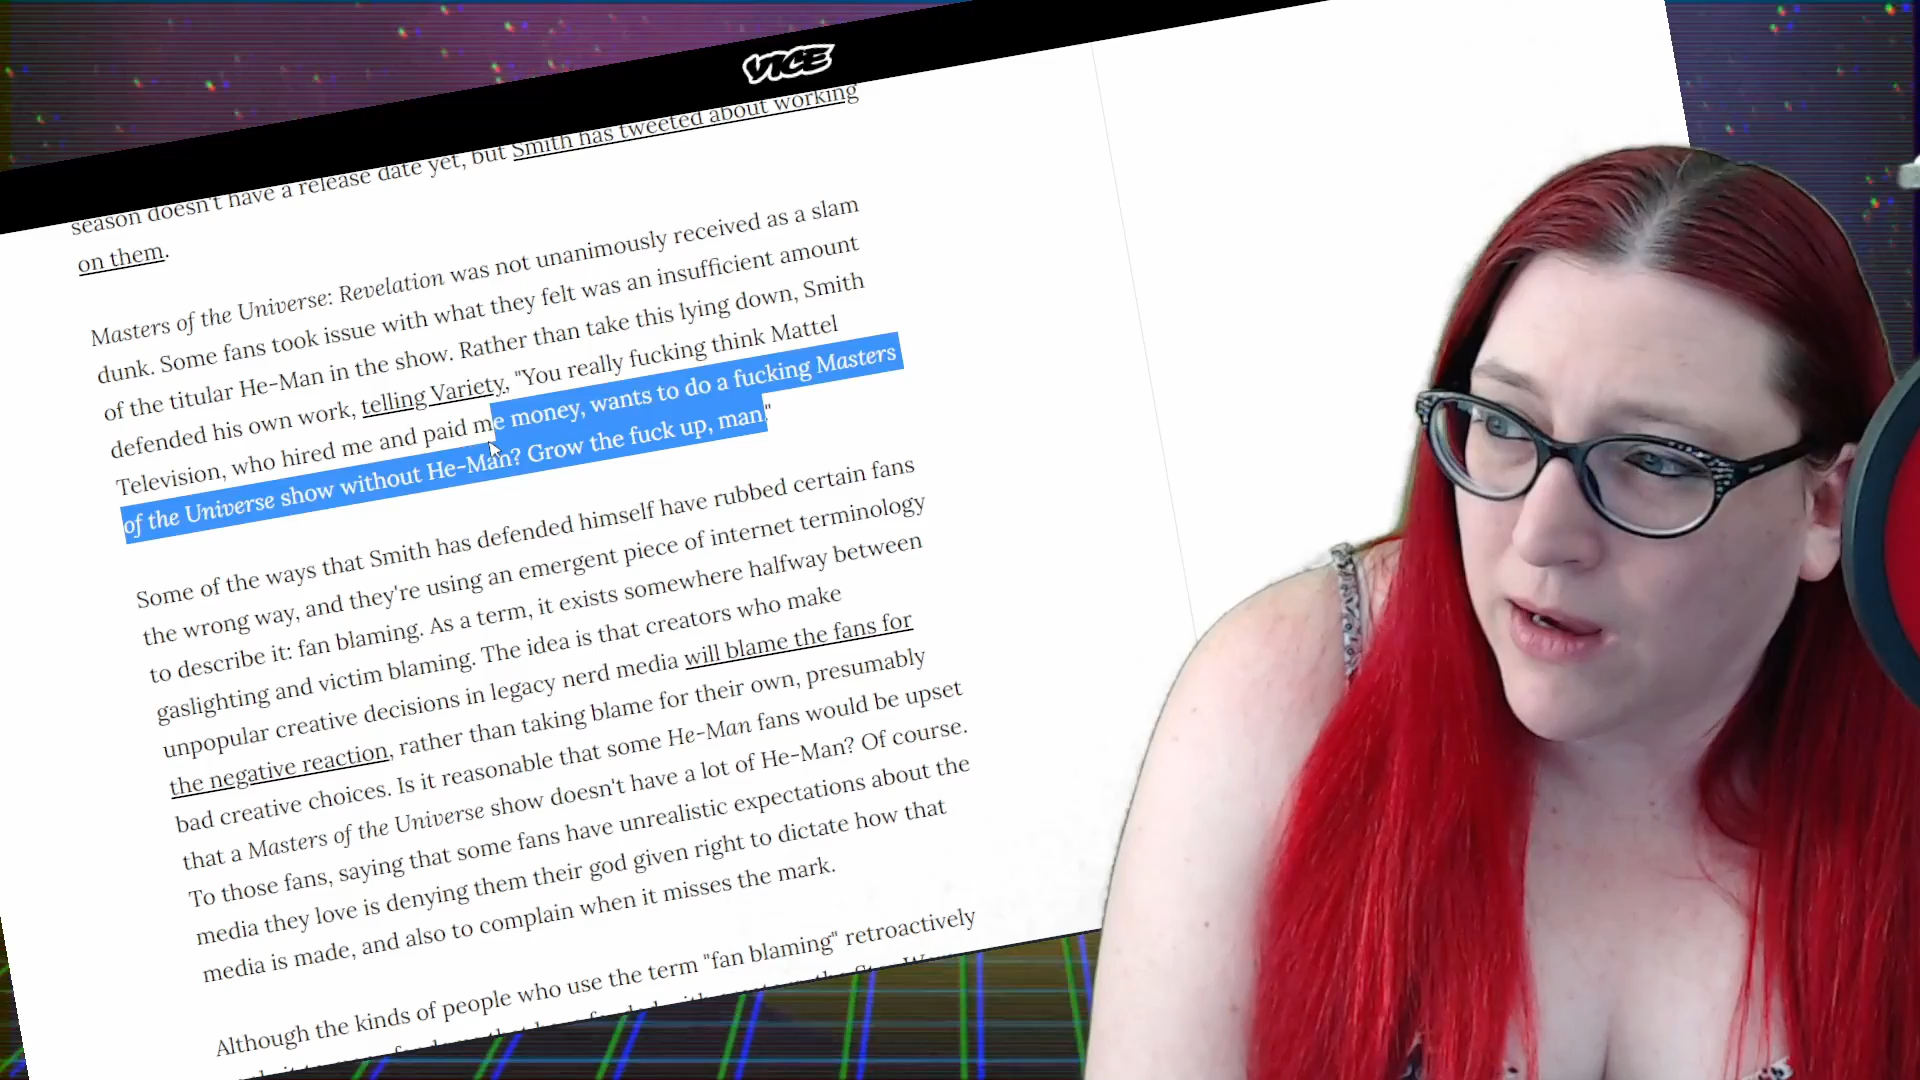 VICE
season doesn't have a release date yet, but Smith has tweeted about working
on them.
Masters of the Universe: Revelation was not unanimously received as a slam
dunk. Some fans took issue with what they felt was an insufficient amount
of the titular He-Man in the show. Rather than take this lying down, Smith
defended his own work, telling Variety, "You really fucking think Mattel
Television, who hired me and paid me money, wants to do a fucking Masters
of the Universe show without He-Man? Grow the fuck up, man."
Some of the ways that Smith has defended himself have rubbed certain fans
the wrong way, and they're using an emergent piece of internet terminology
to describe it: fan blaming. As a term, it exists somewhere halfway between
gaslighting and victim blaming. The idea is that creators who make
unpopular creative decisions in legacy nerd media will blame the fans for
the negative reaction, rather than taking blame for their own, presumably
bad creative choices. Is it reasonable that some He-Man fans would be upset
that a Masters of the Universe show doesn't have a lot of He-Man? Of course.
To those fans, saying that some fans have unrealistic expectations about the
media they love is denying them their god given right to dictate how that
media is made, and also to complain when it misses the mark.
Although the kinds of people who use the term "fan blaming" retroactively